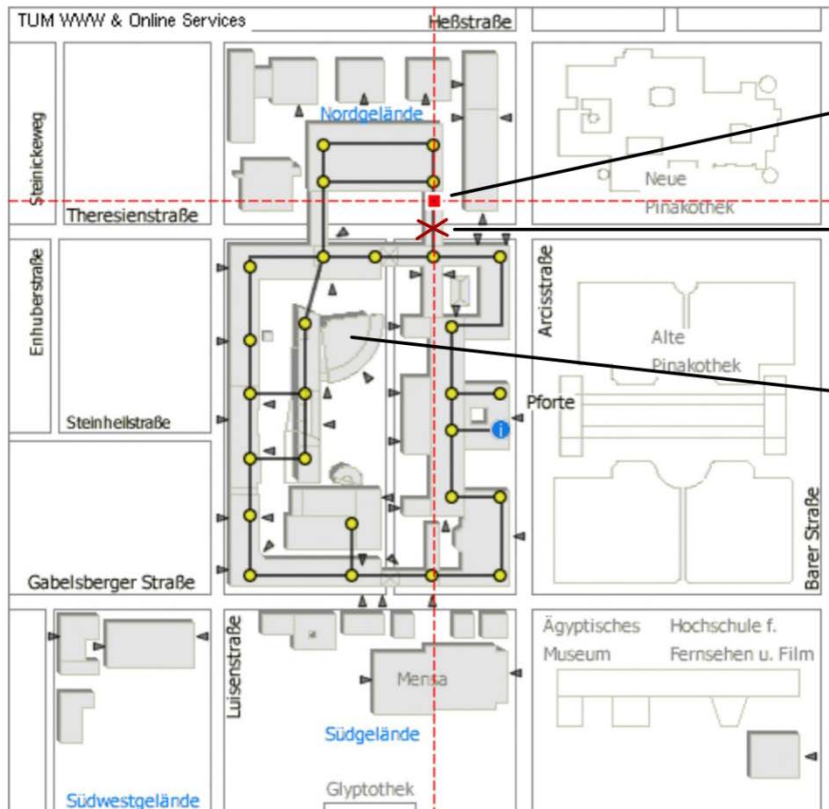 TUM WWW & Online Services
Heßstraße
Nordgelände
Steinickeweg
Neue
Pinakothek
Theresienstraße
Enhuberstraße
Arcisstraße
Alte
Pinakothek
Pforte
Steinheilstraße
i
Barer Straße
Gabelsberger Straße
Luisenstraße
Ägyptisches
Museum
Hochschule f.
Fernsehen u. Film
Mensa
Südgelände
Glyptothek
Südwestgelände